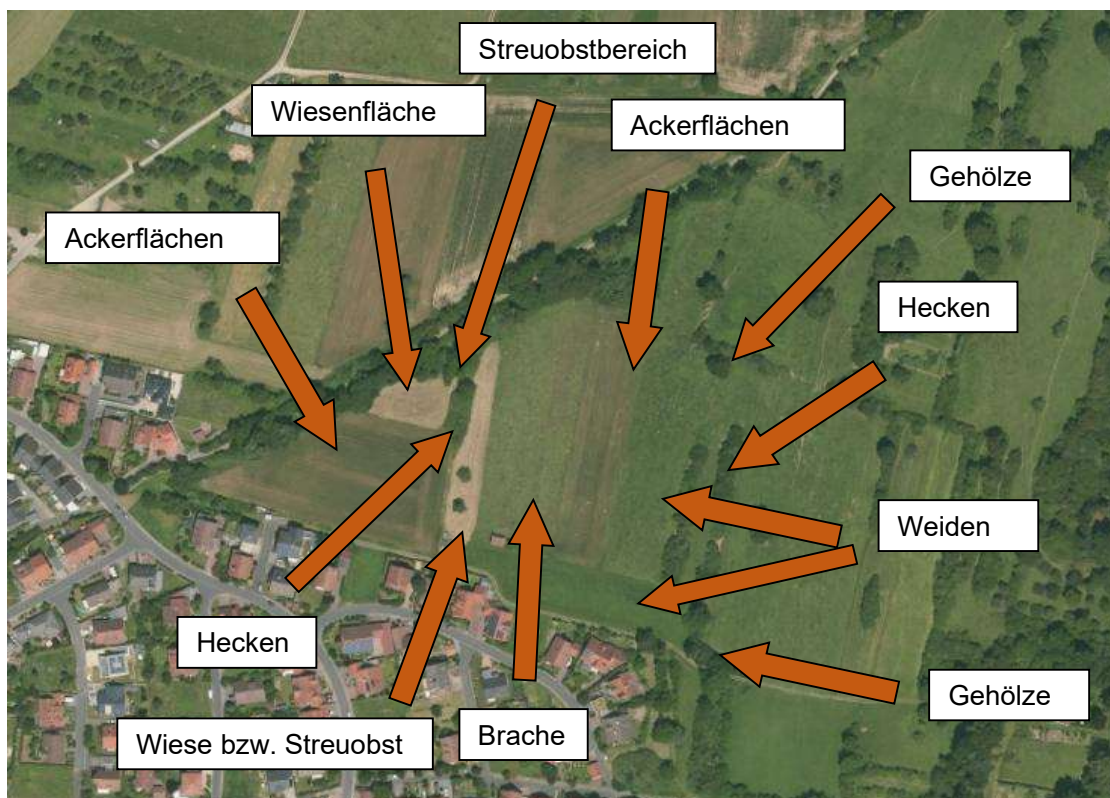 Streuobstbereich
Wiesenfläche
Ackerflächen
Gehölze
Ackerflächen
Hecken
Weiden
Hecken
Gehölze
Wiese bzw. Streuobst
Brache